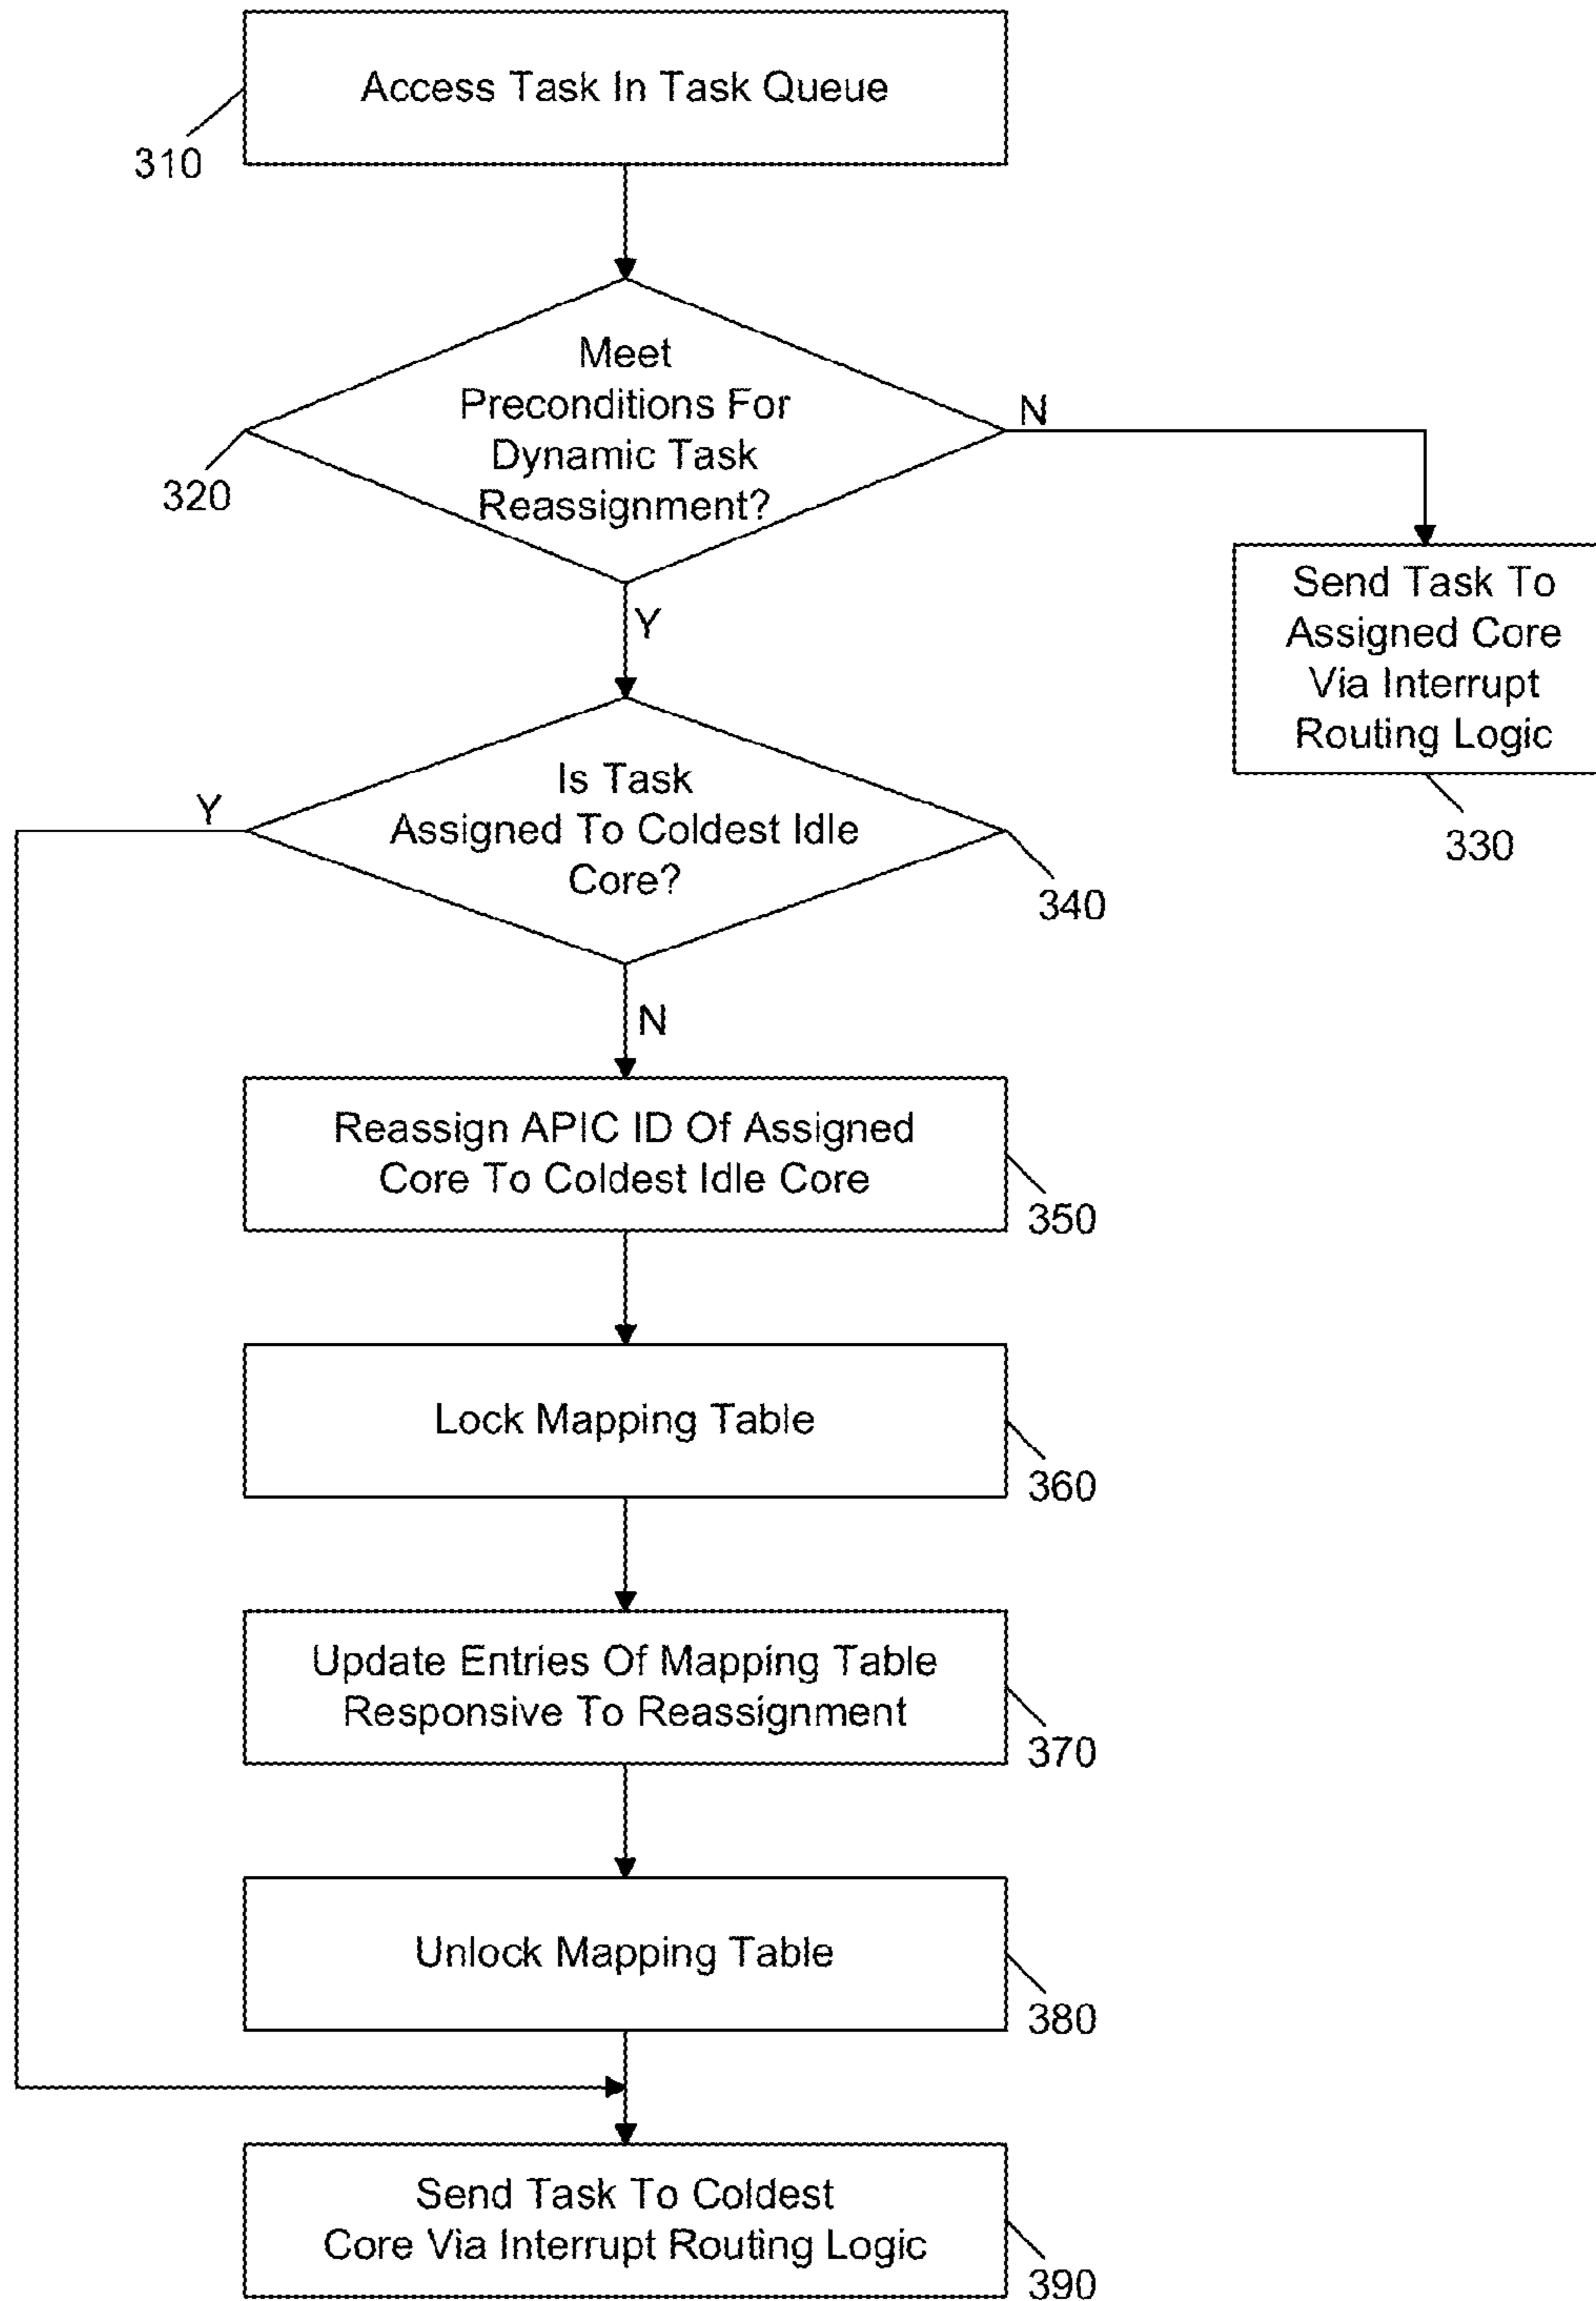 Access Task In Task Queue
310
Meet
Preconditions For
Dynamic Task
Reassignment?
N
320
Y
Send Task To
Assigned Core
Via Interrupt
Routing Logic
330
Is Task
Assigned To Coldest Idle
Core?
Y
340
N
Reassign APIC ID Of Assigned
Core To Coldest Idle Core
350
Lock Mapping Table
360
Update Entries Of Mapping Table
Responsive To Reassignment
370
Unlock Mapping Table
380
Send Task To Coldest
Core Via Interrupt Routing Logic
390